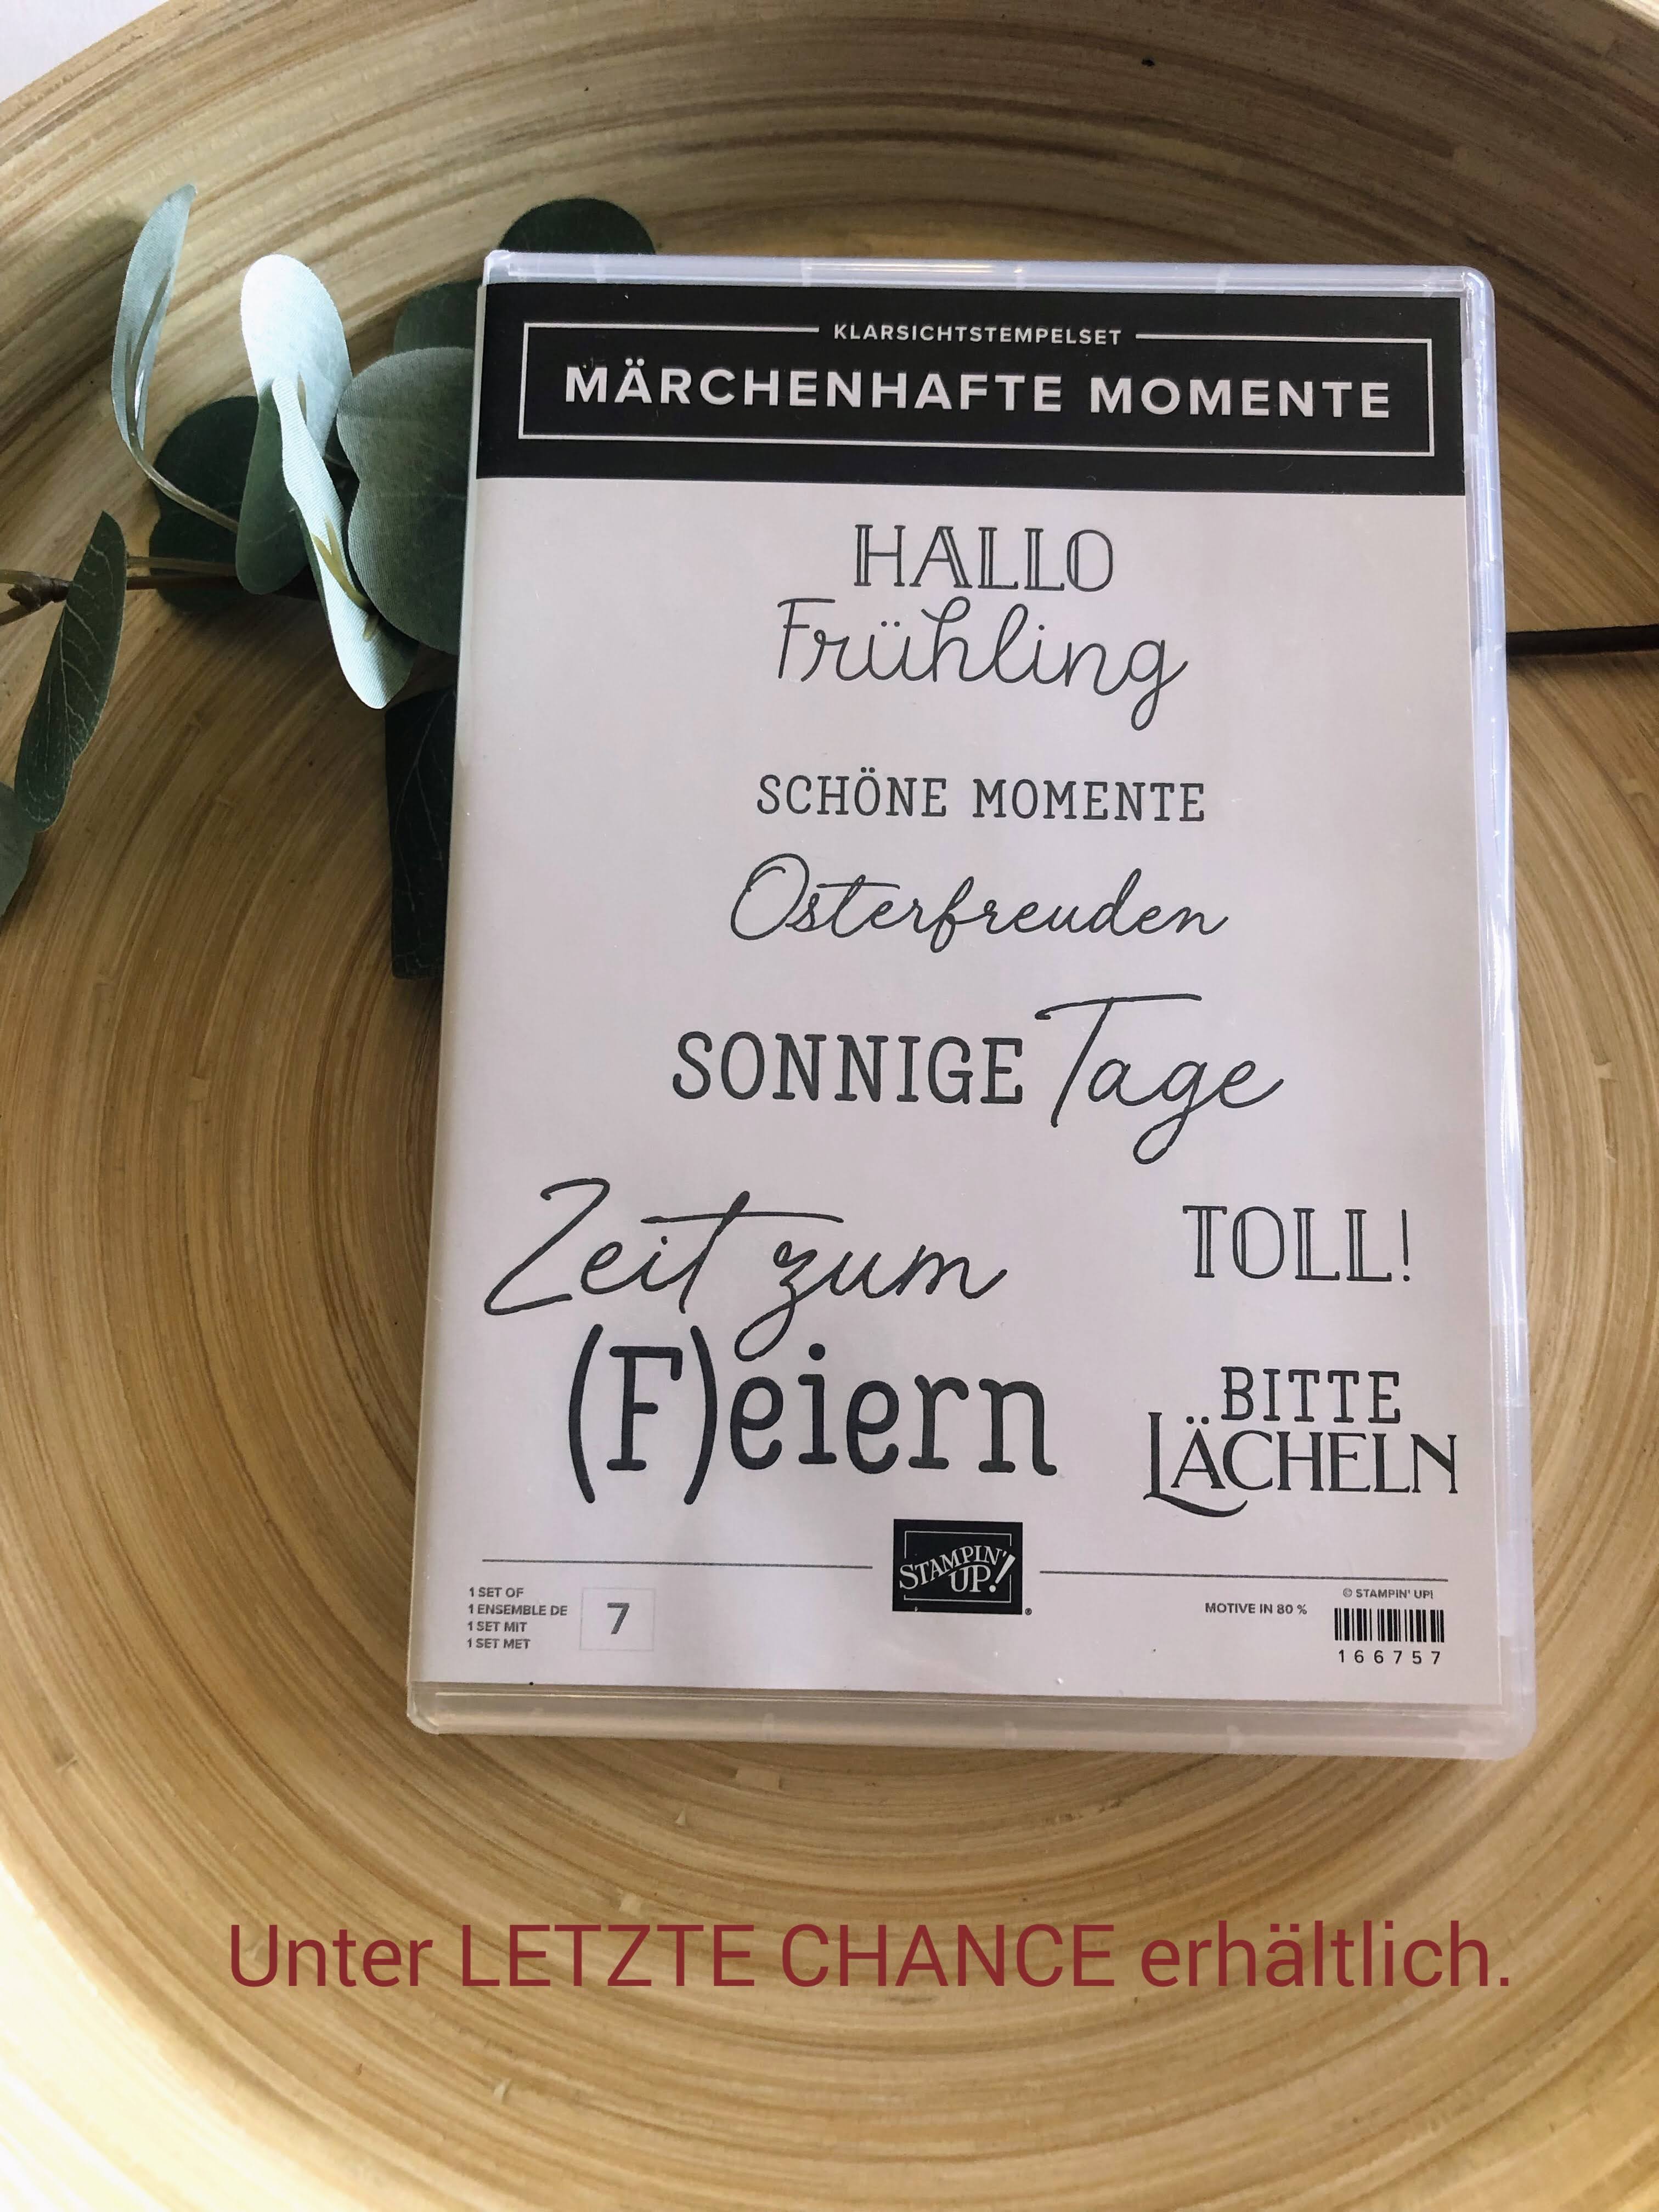 KLARSICHTSTEMPELSET
MÄRCHENHAFTE MOMENTE
HALLO
Frühling
SCHÖNE MOMENTE
Osterfreuden
SONNIGE Tage
Zeit zum
(F)eiern
TOLL!
BITTE
LÄCHELN
STAMPIN'
UP!®
1 SET OF
1 ENSEMBLE DE
1 SET MIT
1 SET MET
7
MOTIVE IN 80 %
© STAMPIN' UP!
166757
Unter LETZTE CHANCE erhältlich.